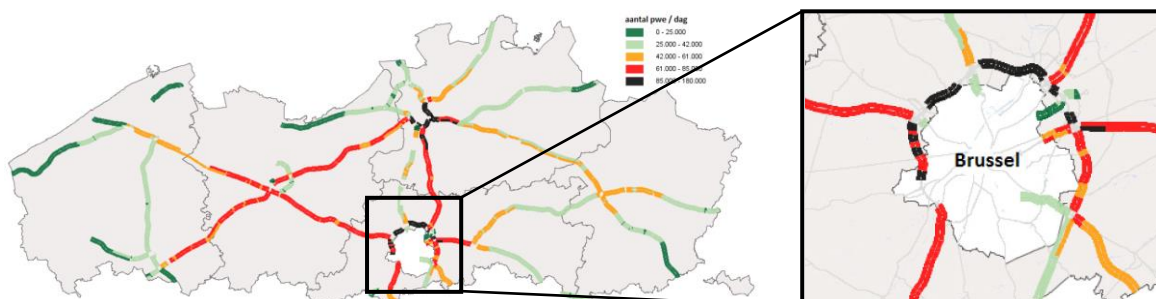 aantal pwe / dag
0 - 25.000
25.000 - 42.000
42.000 - 61.000
61.000 - 85.000
85.000 - 180.000
Brussel